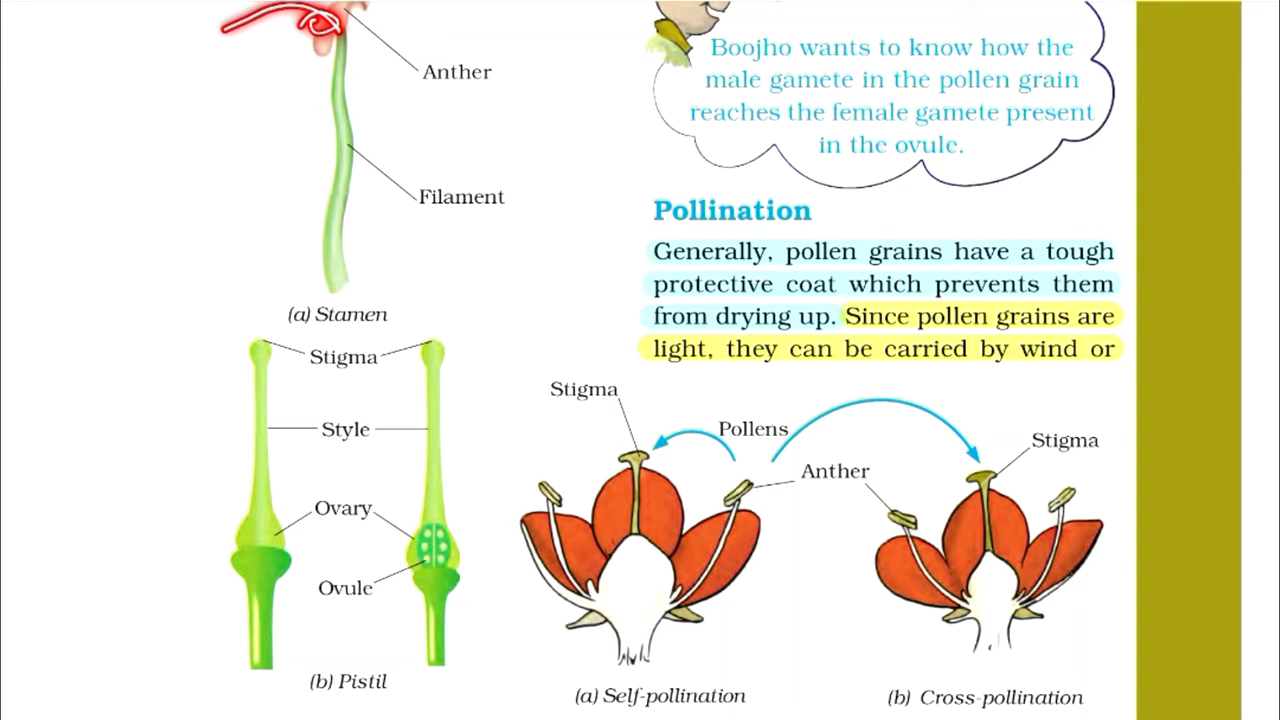 Anther
Filament
(a) Stamen
Stigma
Style
Ovary
Ovule
(b) Pistil
Boojho wants to know how the
male gamete in the pollen grain
reaches the female gamete present
in the ovule.
Pollination
Generally, pollen grains have a tough
protective coat which prevents them
from drying up. Since pollen grains are
light, they can be carried by wind or
Stigma
Pollens
Anther
Stigma
(a) Self-pollination
(b) Cross-pollination